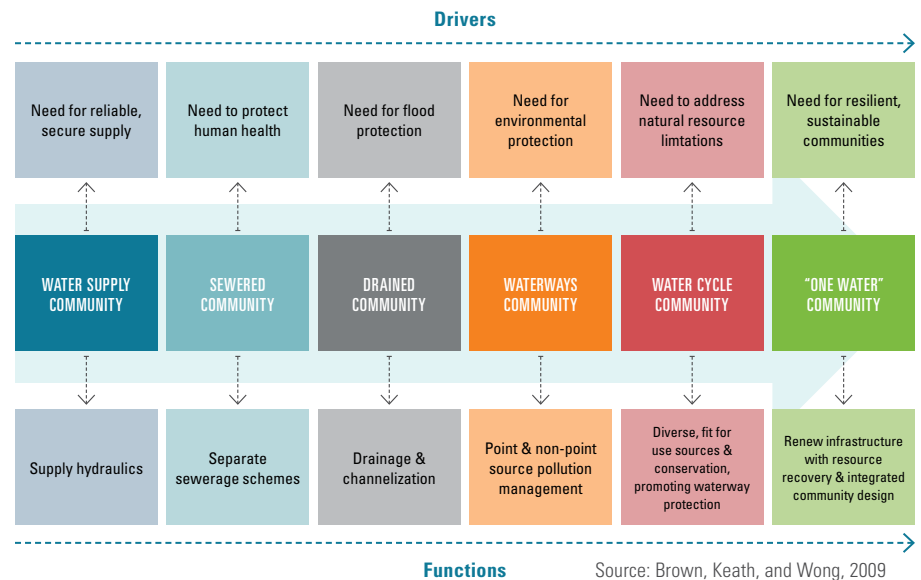 Drivers
Need for reliable,
secure supply
Need to protect
human health
Need for flood
protection
Need for
environmental
protection
Need to address
natural resource
limtations
Need for resilient,
sustainable
communities
WATER SUPPLY
COMMUNITY
SEWERED
COMMUNITY
DRAINED
COMMUNITY
WATERWAYS
COMMUNITY
WATER CYCLE
COMMUNITY
“ONE WATER”
COMMUNITY
Supply hydraulics
Separate
sewerage schemes
Drainage &
channelization
Point & non-point
source pollution
management
Diverse, fit for
use sources &
conservation,
promoting waterway
protection
Renew infrastructure
with resource
recovery & integrated
community design
Functions
Source: Brown, Keath, and Wong, 2009